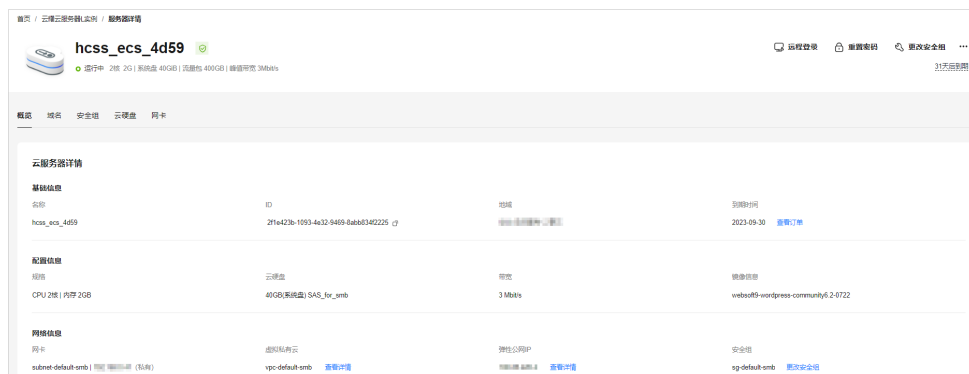 首页 / 云耀云服务器L实例 / 服务器详情
hcss_ecs_4d59
远程登录 重置密码 更改安全组 ···
运行中 2核 2G | 系统盘 40GiB | 流量包 400GB | 峰值带宽 3Mbit/s
31天后到期
概览 域名 安全组 云硬盘 网卡
云服务器详情
基础信息
名称 ID 地域 到期时间
hcss_ecs_4d59 2f1e423b-1093-4e32-9469-8abb834f2225 2023-09-30 查看订单
配置信息
规格 云硬盘 带宽 镜像信息
CPU 2核 | 内存 2GB 40GB(系统盘) SAS_for_smb 3 Mbit/s websoft9-wordpress-community6.2-0722
网络信息
网卡 虚拟私有云 弹性公网IP 安全组
subnet-default-smb | (私有) vpc-default-smb 查看详情 查看详情 sg-default-smb 更改安全组